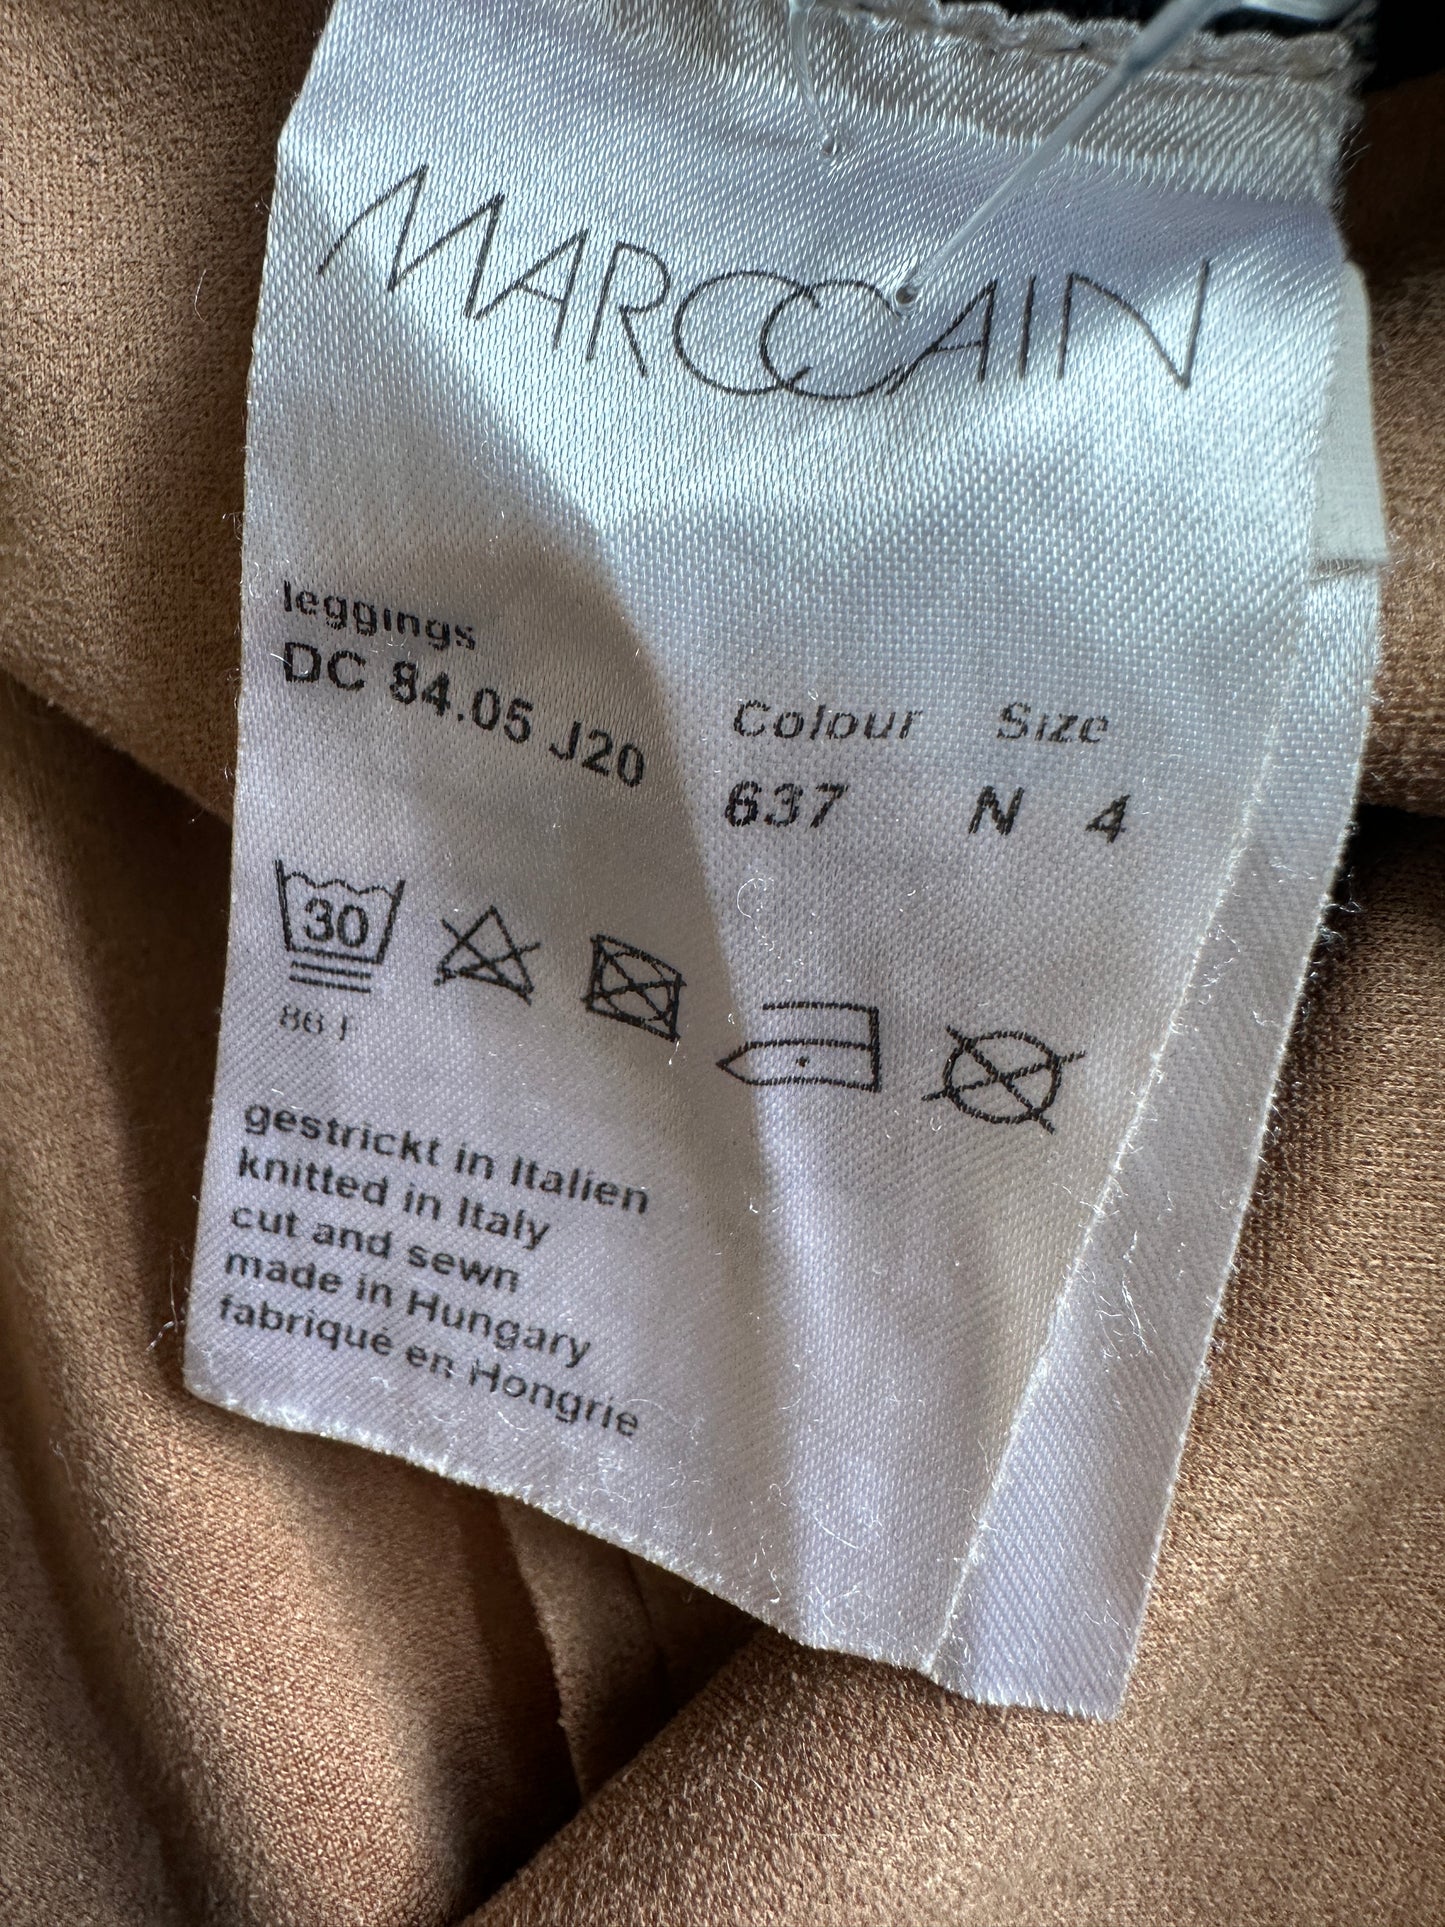 MARCCAIN
leggings
DC 84.05 J20
Colour Size
637 N 4
30
86 F
gestrickt in Italien
knitted in Italy
cut and sewn
made in Hungary
fabriqué en Hongrie